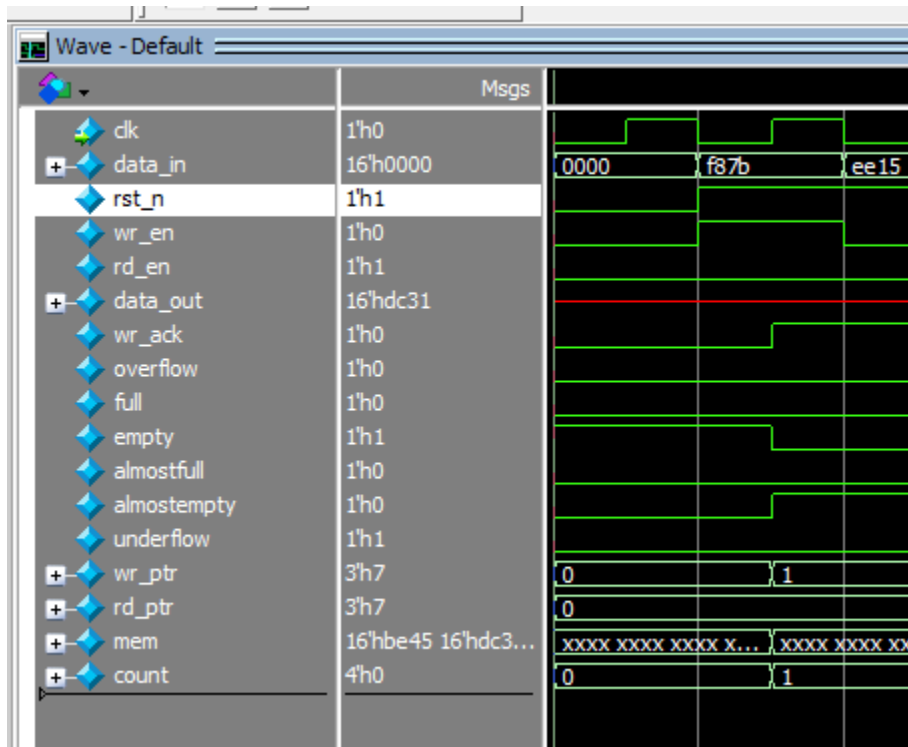 Wave - Default
Msgs
clk 1'h0
data_in 16'h0000 0000 f87b ee15
rst_n 1'h1
wr_en 1'h0
rd_en 1'h1
data_out 16'hdc31
wr_ack 1'h0
overflow 1'h0
full 1'h0
empty 1'h1
almostfull 1'h0
almostempty 1'h0
underflow 1'h1
wr_ptr 3'h7 0 1
rd_ptr 3'h7 0
mem 16'hbe45 16'hdc3... xxxx xxxx xxxx x... xxxx xxxx xx
count 4'h0 0 1